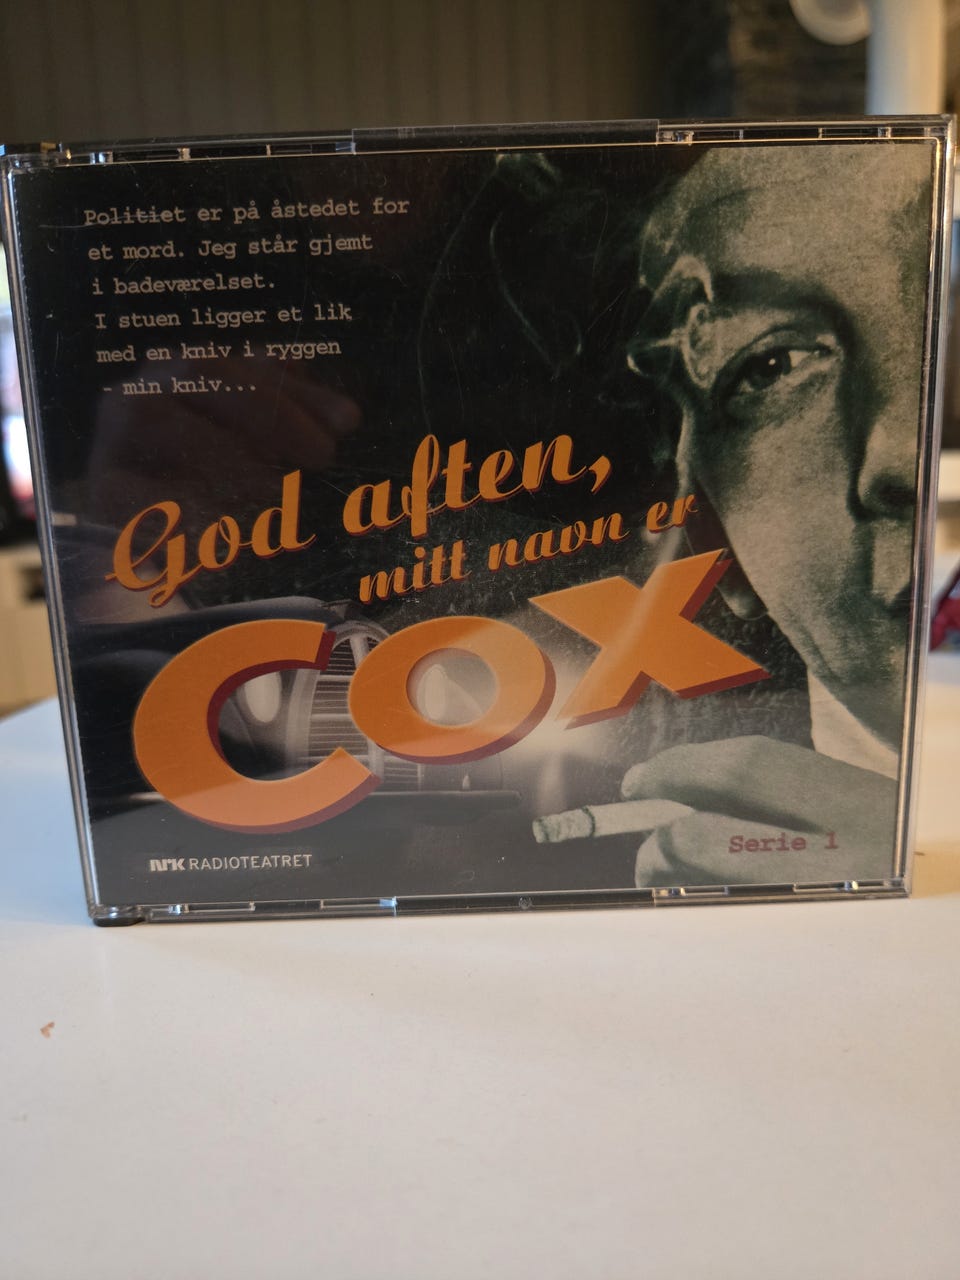 Politiet er på åstedet for
et mord. Jeg står gjemt
i badeværelset.
I stuen ligger et lik
med en kniv i ryggen
- min kniv...
God aften,
mitt navn er
Cox
NRK RADIOTEATRET
Serie 1